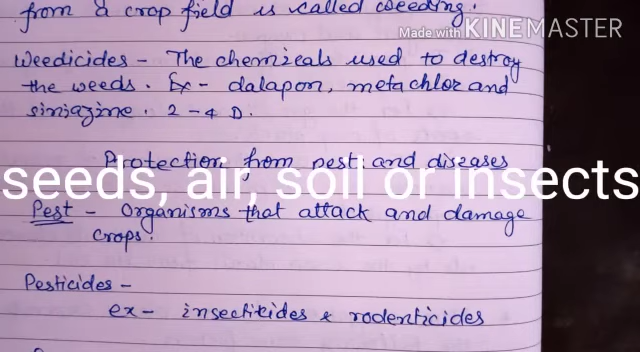 from a crop field is called weeding.
Made with KINEMASTER
Weedicides - The chemicals used to destroy
the weeds. Ex - dalapon, metachlor and
simazine. 2-4 D.
Protection from pest and diseases
seeds, air, soil or insects
Pest - Organisms that attack and damage
crops.
Pesticides -
ex - insectitides & rodenticides